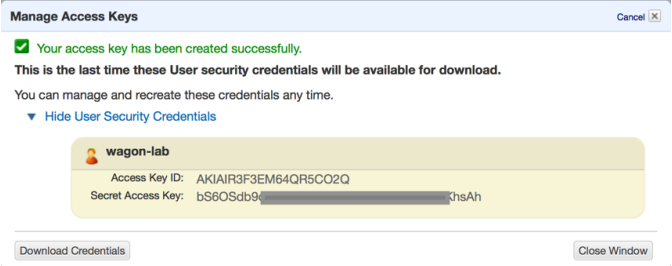 Manage Access Keys
Cancel
Your access key has been created successfully.
This is the last time these User security credentials will be available for download.
You can manage and recreate these credentials any time.
Hide User Security Credentials
wagon-lab
Access Key ID: AKIAIR3F3EM64QR5CO2Q
Secret Access Key: bS6OSdb9 hsAh
Download Credentials
Close Window